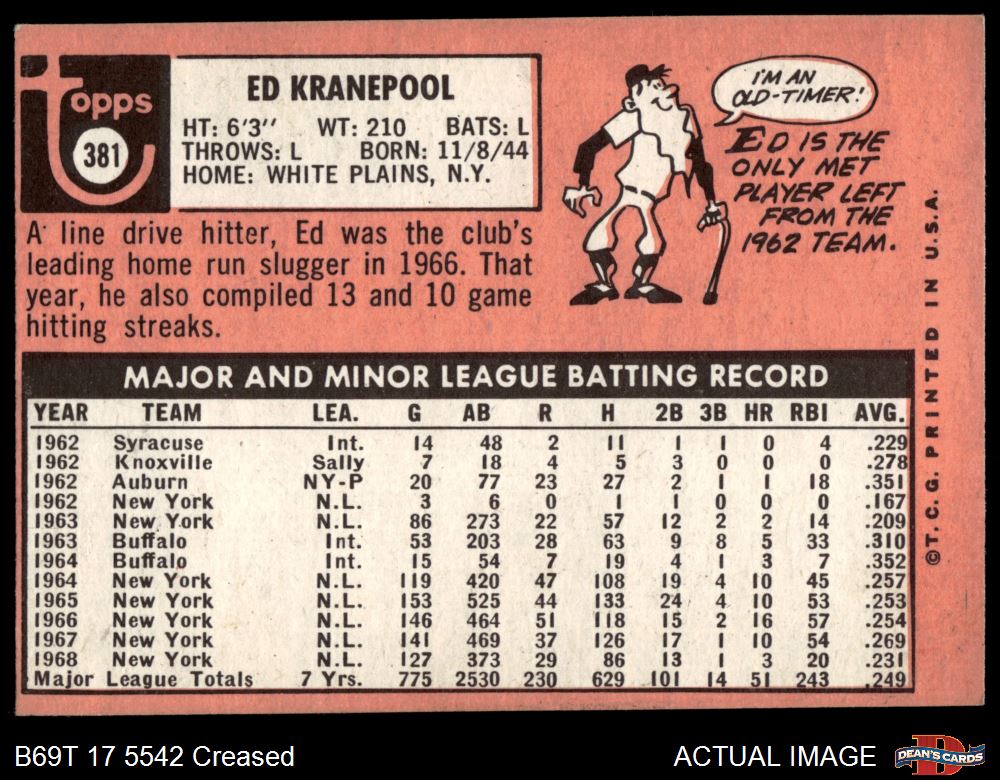 Topps
381
ED KRANEPOOL
HT: 6'3" WT: 210 BATS: L
THROWS: L BORN: 11/8/44
HOME: WHITE PLAINS, N.Y.
A line drive hitter, Ed was the club's
leading home run slugger in 1966. That
year, he also compiled 13 and 10 game
hitting streaks.
I'M AN
OLD-TIMER!
ED IS THE
ONLY MET
PLAYER LEFT
FROM THE
1962 TEAM.
©T.C.G. PRINTED IN U.S.A.
MAJOR AND MINOR LEAGUE BATTING RECORD
YEAR TEAM LEA. G AB R H 2B 3B HR RBI AVG.
1962 Syracuse Int. 14 48 2 11 1 1 0 4 .229
1962 Knoxville Sally 7 18 4 5 3 0 0 0 .278
1962 Auburn NY-P 20 77 23 27 2 1 1 18 .351
1962 New York N.L. 3 6 0 1 1 0 0 0 .167
1963 New York N.L. 86 273 22 57 12 2 2 14 .209
1963 Buffalo Int. 53 203 28 63 9 8 5 33 .310
1964 Buffalo Int. 15 54 7 19 4 1 3 7 .352
1964 New York N.L. 119 420 47 108 19 4 10 45 .257
1965 New York N.L. 153 525 44 133 24 4 10 53 .253
1966 New York N.L. 146 464 51 118 15 2 16 57 .254
1967 New York N.L. 141 469 37 126 17 1 10 54 .269
1968 New York N.L. 127 373 29 86 13 1 3 20 .231
Major League Totals 7 Yrs. 775 2530 230 629 101 14 51 243 .249
B69T 17 5542 Creased
ACTUAL IMAGE
DEAN'S CARDS